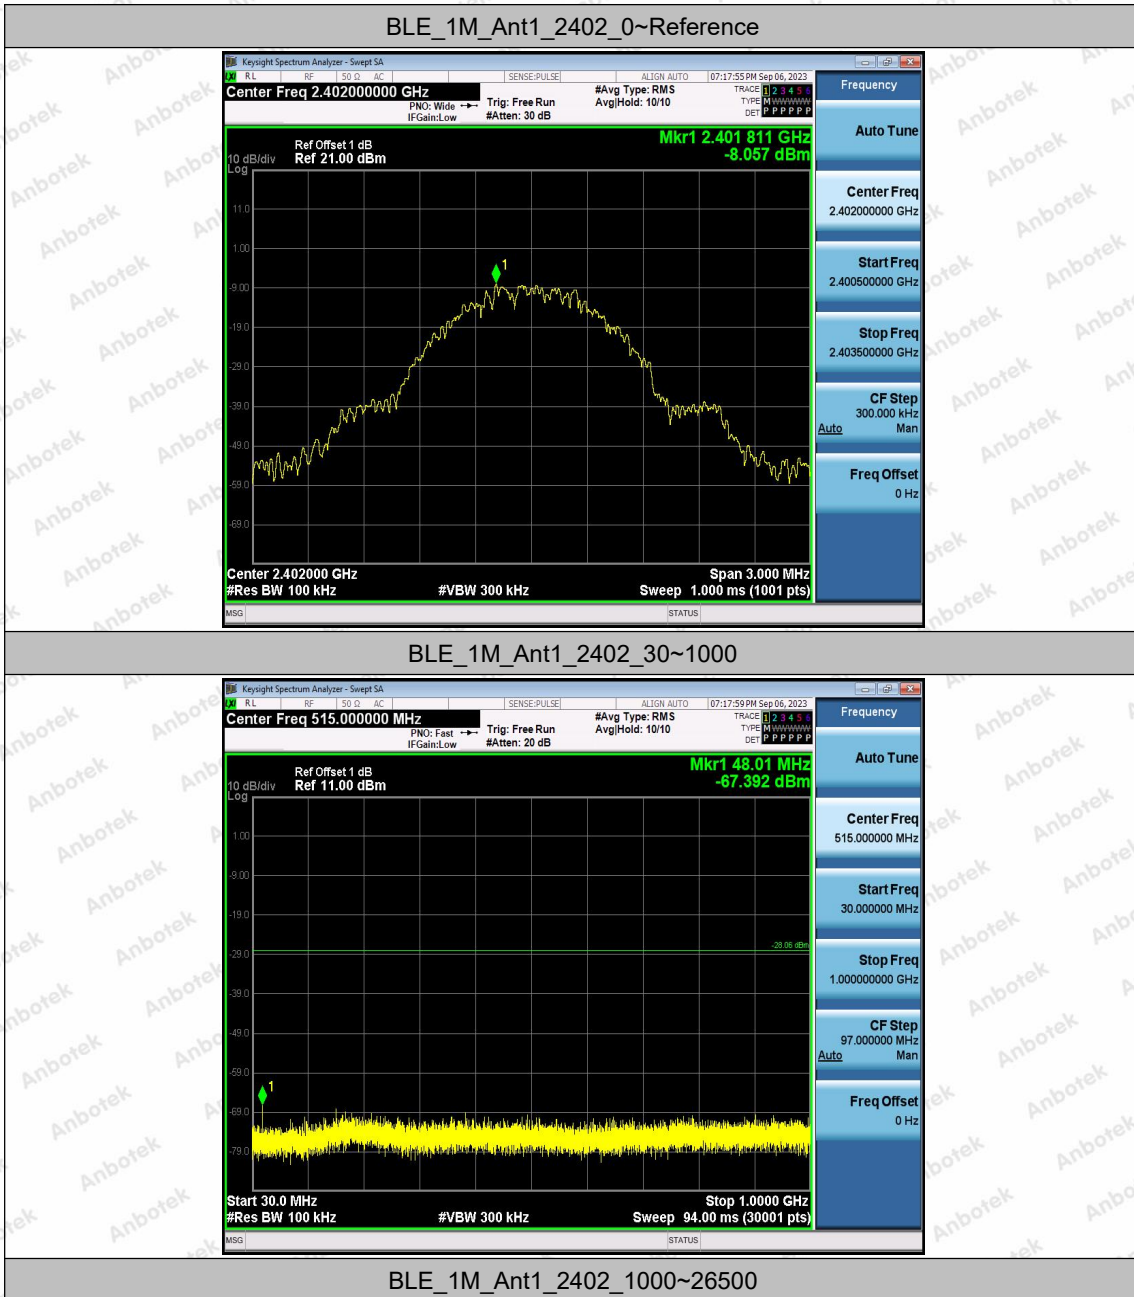 BLE_1M_Ant1_2402_0~Reference
Keysight Spectrum Analyzer - Swept SA
LXI RL RF 50 Ω AC SENSE:PULSE ALIGN AUTO 07:17:55 PM Sep 06, 2023
Center Freq 2.402000000 GHz
PNO: Wide
IFGain:Low
Trig: Free Run
#Atten: 30 dB
#Avg Type: RMS
Avg|Hold: 10/10
TRACE 1 2 3 4 5 6
TYPE M W W W W W
DET P P P P P P
Mkr1 2.401 811 GHz
-8.057 dBm
Ref Offset 1 dB
10 dB/div Ref 21.00 dBm
Log
11.0
1.00
1
-9.00
-19.0
-29.0
-39.0
-49.0
-59.0
-69.0
Center 2.402000 GHz Span 3.000 MHz
#Res BW 100 kHz #VBW 300 kHz Sweep 1.000 ms (1001 pts)
MSG STATUS
Frequency
Auto Tune
Center Freq
2.402000000 GHz
Start Freq
2.400500000 GHz
Stop Freq
2.403500000 GHz
CF Step
300.000 kHz
Auto Man
Freq Offset
0 Hz
BLE_1M_Ant1_2402_30~1000
Keysight Spectrum Analyzer - Swept SA
LXI RL RF 50 Ω AC SENSE:PULSE ALIGN AUTO 07:17:59 PM Sep 06, 2023
Center Freq 515.000000 MHz
PNO: Fast
IFGain:Low
Trig: Free Run
#Atten: 20 dB
#Avg Type: RMS
Avg|Hold: 10/10
TRACE 1 2 3 4 5 6
TYPE M W W W W W
DET P P P P P P
Mkr1 48.01 MHz
-67.392 dBm
Ref Offset 1 dB
10 dB/div Ref 11.00 dBm
Log
1.00
-9.00
-19.0
-28.06 dBm
-29.0
-39.0
-49.0
-59.0
1
-69.0
-79.0
Start 30.0 MHz Stop 1.0000 GHz
#Res BW 100 kHz #VBW 300 kHz Sweep 94.00 ms (30001 pts)
MSG STATUS
Frequency
Auto Tune
Center Freq
515.000000 MHz
Start Freq
30.000000 MHz
Stop Freq
1.000000000 GHz
CF Step
97.000000 MHz
Auto Man
Freq Offset
0 Hz
BLE_1M_Ant1_2402_1000~26500